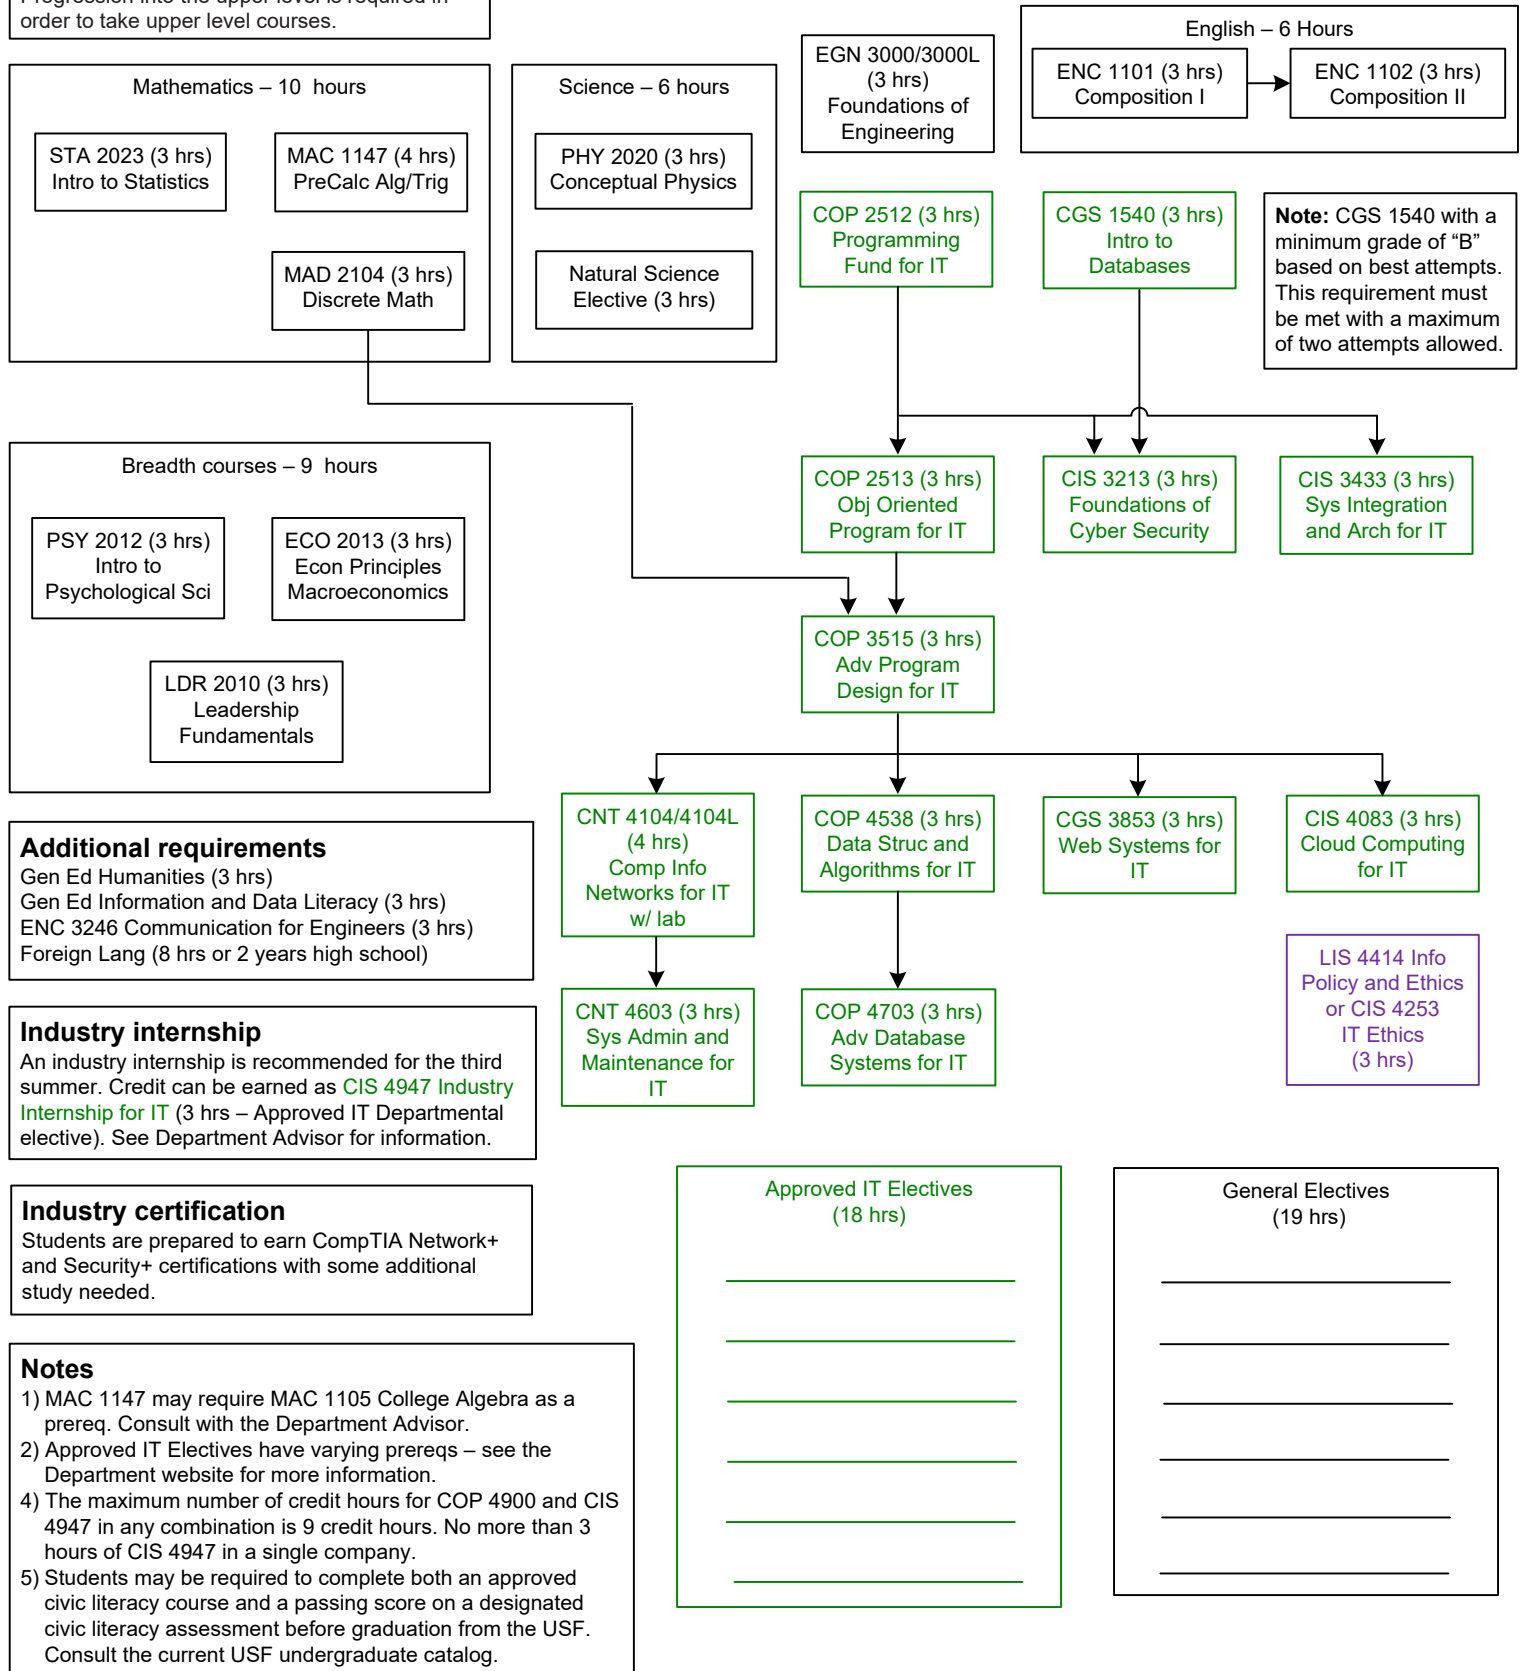 Progression into the upper level is required in
order to take upper level courses.
Mathematics – 10 hours
STA 2023 (3 hrs)
Intro to Statistics
MAC 1147 (4 hrs)
PreCalc Alg/Trig
MAD 2104 (3 hrs)
Discrete Math
Science – 6 hours
PHY 2020 (3 hrs)
Conceptual Physics
Natural Science
Elective (3 hrs)
EGN 3000/3000L
(3 hrs)
Foundations of
Engineering
English – 6 Hours
ENC 1101 (3 hrs)
Composition I
ENC 1102 (3 hrs)
Composition II
COP 2512 (3 hrs)
Programming
Fund for IT
CGS 1540 (3 hrs)
Intro to
Databases
Note: CGS 1540 with a
minimum grade of “B”
based on best attempts.
This requirement must
be met with a maximum
of two attempts allowed.
Breadth courses – 9 hours
PSY 2012 (3 hrs)
Intro to
Psychological Sci
ECO 2013 (3 hrs)
Econ Principles
Macroeconomics
LDR 2010 (3 hrs)
Leadership
Fundamentals
COP 2513 (3 hrs)
Obj Oriented
Program for IT
CIS 3213 (3 hrs)
Foundations of
Cyber Security
CIS 3433 (3 hrs)
Sys Integration
and Arch for IT
COP 3515 (3 hrs)
Adv Program
Design for IT
CNT 4104/4104L
(4 hrs)
Comp Info
Networks for IT
w/ lab
COP 4538 (3 hrs)
Data Struc and
Algorithms for IT
CGS 3853 (3 hrs)
Web Systems for
IT
CIS 4083 (3 hrs)
Cloud Computing
for IT
CNT 4603 (3 hrs)
Sys Admin and
Maintenance for
IT
COP 4703 (3 hrs)
Adv Database
Systems for IT
LIS 4414 Info
Policy and Ethics
or CIS 4253
IT Ethics
(3 hrs)
Additional requirements
Gen Ed Humanities (3 hrs)
Gen Ed Information and Data Literacy (3 hrs)
ENC 3246 Communication for Engineers (3 hrs)
Foreign Lang (8 hrs or 2 years high school)
Industry internship
An industry internship is recommended for the third
summer. Credit can be earned as CIS 4947 Industry
Internship for IT (3 hrs – Approved IT Departmental
elective). See Department Advisor for information.
Industry certification
Students are prepared to earn CompTIA Network+
and Security+ certifications with some additional
study needed.
Approved IT Electives
(18 hrs)
General Electives
(19 hrs)
Notes
1) MAC 1147 may require MAC 1105 College Algebra as a
prereq. Consult with the Department Advisor.
2) Approved IT Electives have varying prereqs – see the
Department website for more information.
4) The maximum number of credit hours for COP 4900 and CIS
4947 in any combination is 9 credit hours. No more than 3
hours of CIS 4947 in a single company.
5) Students may be required to complete both an approved
civic literacy course and a passing score on a designated
civic literacy assessment before graduation from the USF.
Consult the current USF undergraduate catalog.